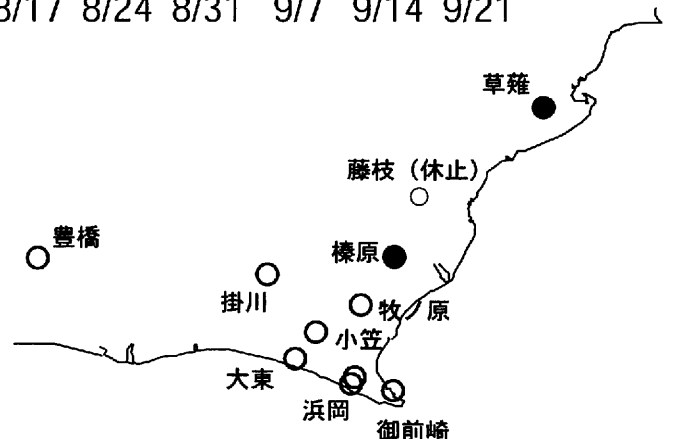 8/17 8/24 8/31 9/7 9/14 9/21
草薙
藤枝（休止）
豊橋
榛原
掛川
牧ノ原
小笠
大東
浜岡
御前崎